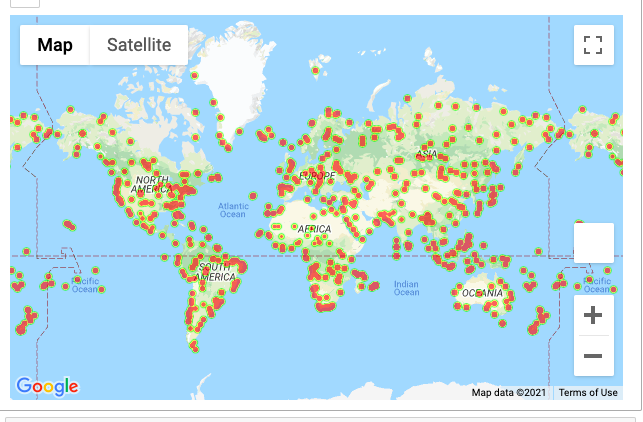 Map
Satellite
ASIA
NORTH
AMERICA
EUROPE
Atlantic
Ocean
AFRICA
SOUTH
AMERICA
Pacific
Ocean
Indian
Ocean
OCEANIA
Pacific
Ocean
Google
Map data ©2021
Terms of Use